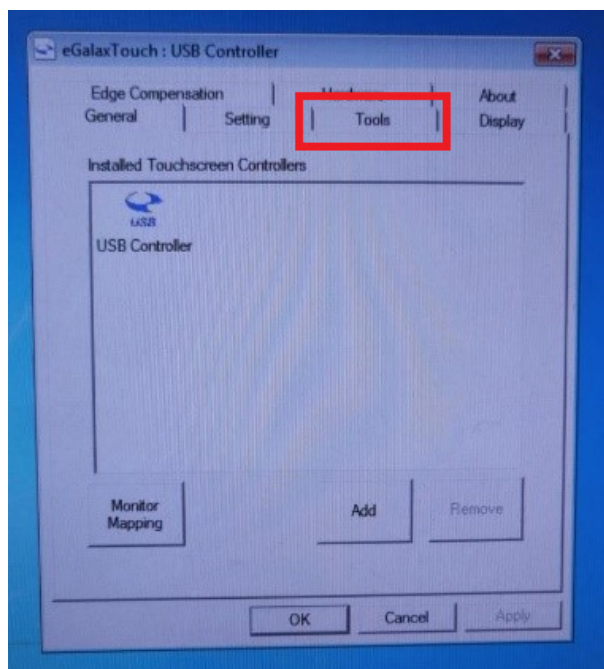 eGalaxTouch : USB Controller
Edge Compensation
Hardware
About
General
Setting
Tools
Display
Installed Touchscreen Controllers
USB
USB Controller
Monitor
Mapping
Add
Remove
OK
Cancel
Apply